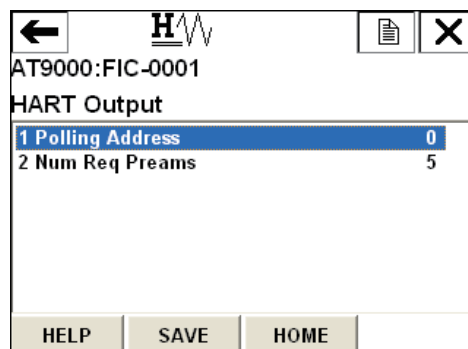 H
AT9000:FIC-0001
HART Output
1 Polling Address 0
2 Num Req Preams 5
HELP SAVE HOME